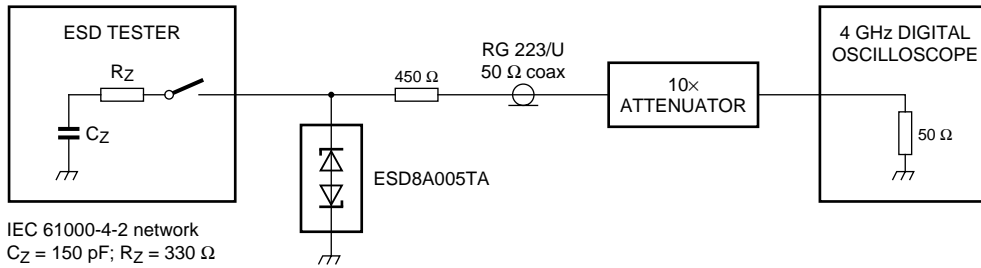 ESD TESTER
RZ
CZ
450 Ω
RG 223/U
50 Ω coax
10×
ATTENUATOR
4 GHz DIGITAL
OSCILLOSCOPE
50 Ω
ESD8A005TA
IEC 61000-4-2 network
CZ = 150 pF; RZ = 330 Ω